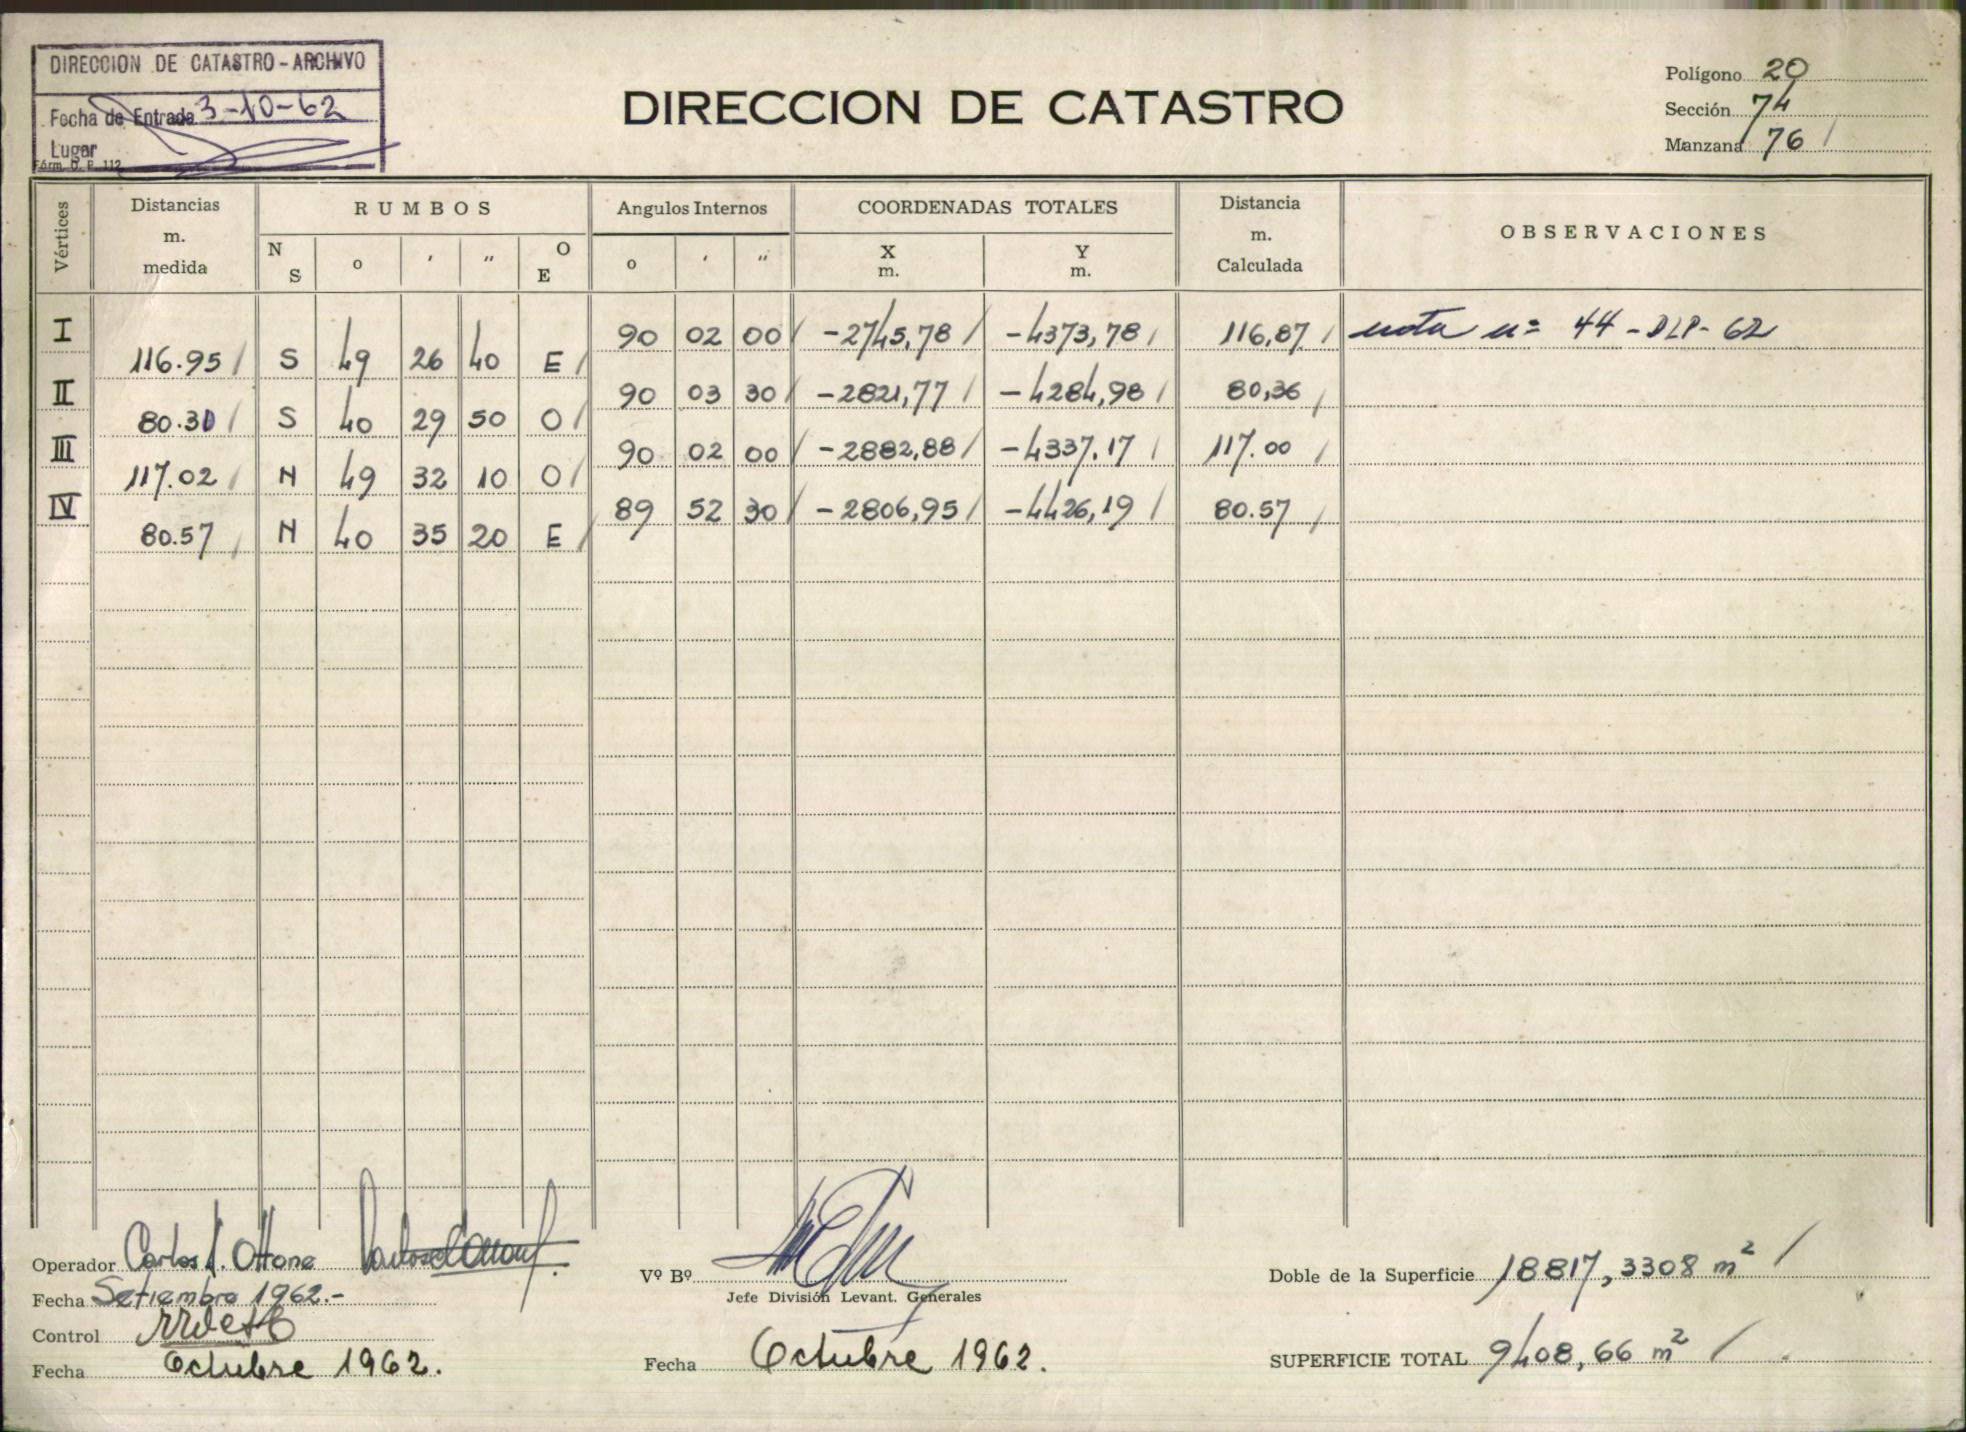 DIRECCION DE CATASTRO - ARCHIVO
Fecha de Entrada 3-10-62
Lugar
Fórm. D. P. 112
DIRECCION DE CATASTRO
Polígono 20
Sección 74
Manzana 76
Vértices
Distancias m. medida
RUMBOS
Angulos Internos
COORDENADAS TOTALES
Distancia m. Calculada
OBSERVACIONES
N S o ' " O E
o ' "
X m.
Y m.
I 90 02 00 -2745,78 -4373,78 116,87 nota nº 44-DLP-62
116.95 S 49 26 40 E
II 90 03 30 -2821,77 -4284,98 80,36
80.30 S 40 29 50 O
III 90 02 00 -2882,88 -4337.17 117.00
117.02 N 49 32 10 O
IV 89 52 30 -2806,95 -4426,19 80.57
80.57 N 40 35 20 E
Operador Carlos Ottone
Fecha Setiembre 1962.-
Control
Fecha Octubre 1962.
Vº Bº
Jefe División Levant. Generales
Fecha Octubre 1962.
Doble de la Superficie 18817,3308 m²
SUPERFICIE TOTAL 9408,66 m²